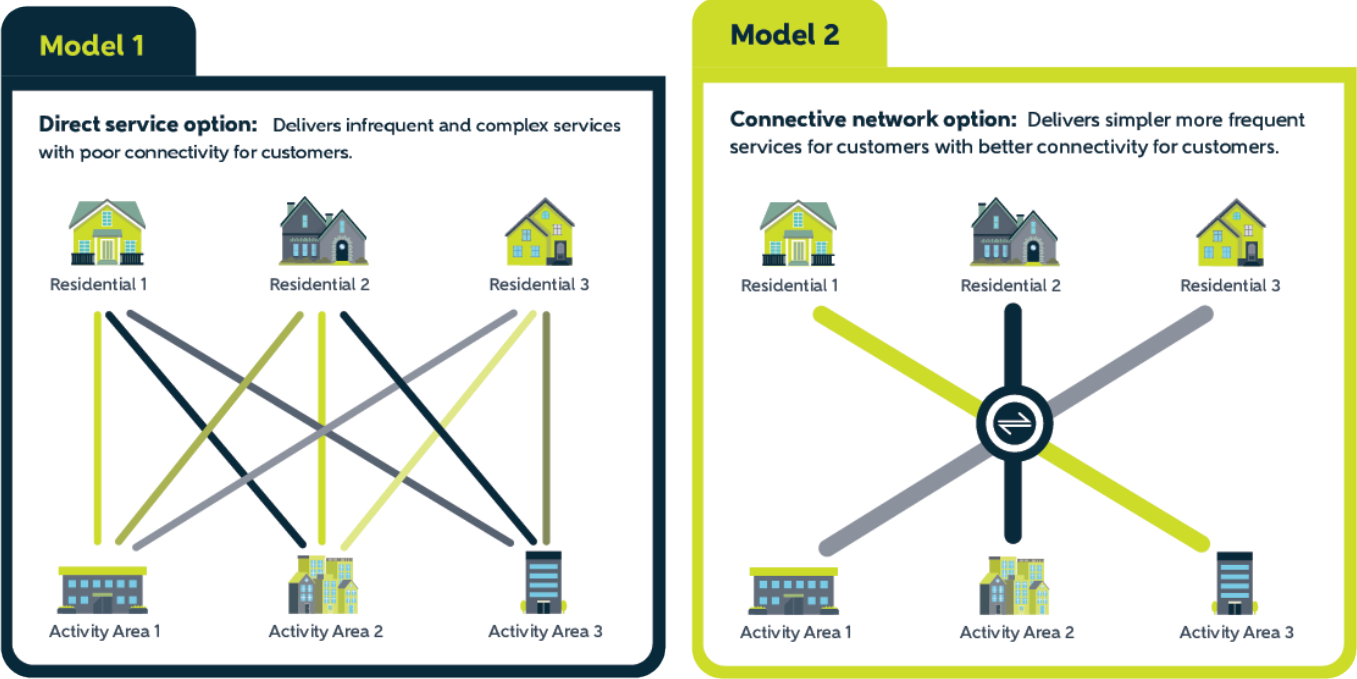 Model 1
Direct service option: Delivers infrequent and complex services
with poor connectivity for customers.
Residential 1
Residential 2
Residential 3
Activity Area 1
Activity Area 2
Activity Area 3
Model 2
Connective network option: Delivers simpler more frequent
services for customers with better connectivity for customers.
Residential 1
Residential 2
Residential 3
Activity Area 1
Activity Area 2
Activity Area 3